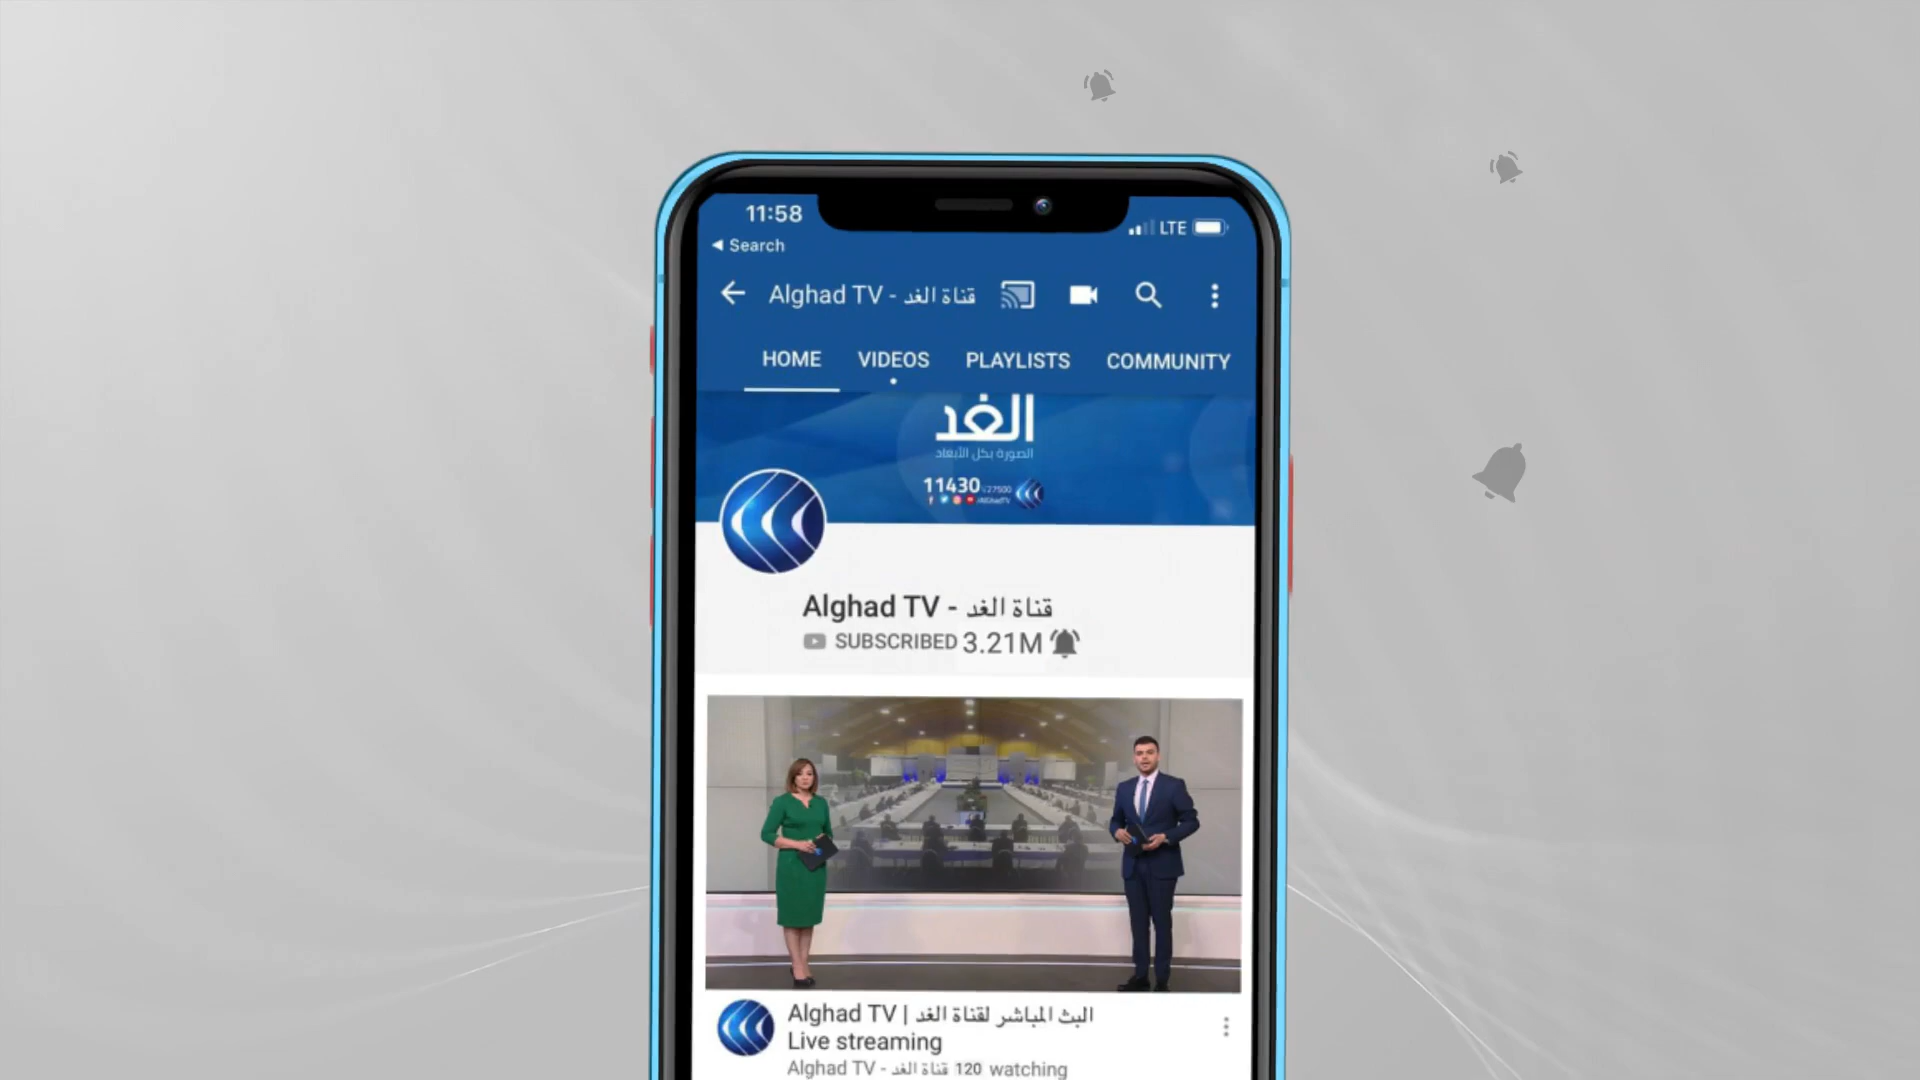 11:58
LTE
Search
Alghad TV - قناة الغد
HOME VIDEOS PLAYLISTS COMMUNITY
الغد
الصورة بكل الأبعاد
11430 V 27500
Alghad TV - قناة الغد
SUBSCRIBED 3.21M
Alghad TV | البث المباشر لقناة الغد
Live streaming
Alghad TV - قناة الغد 120 watching